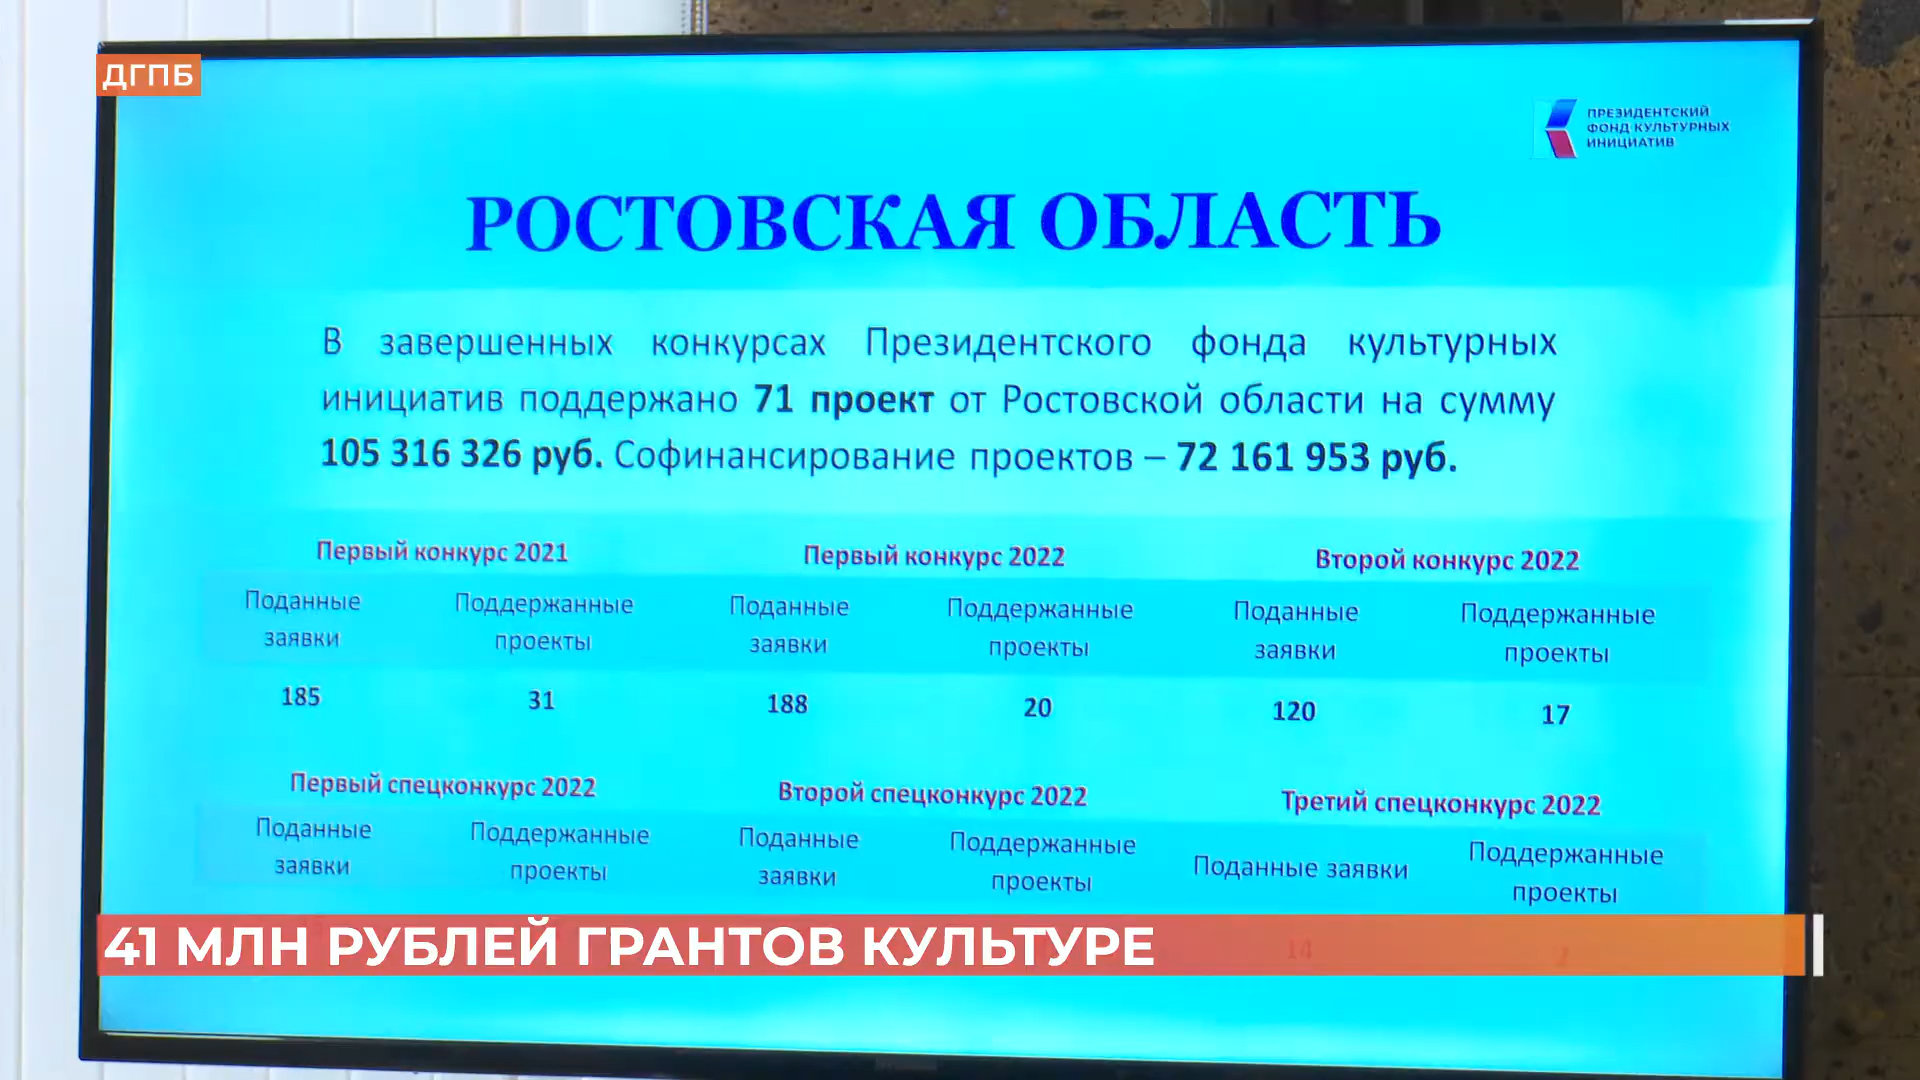 ДГПБ
ПРЕЗИДЕНТСКИЙ
ФОНД КУЛЬТУРНЫХ
ИНИЦИАТИВ
РОСТОВСКАЯ ОБЛАСТЬ
В завершенных конкурсах Президентского фонда культурных
инициатив поддержано 71 проект от Ростовской области на сумму
105 316 326 руб. Софинансирование проектов – 72 161 953 руб.
Первый конкурс 2021 Первый конкурс 2022 Второй конкурс 2022
Поданные Поддержанные Поданные Поддержанные Поданные Поддержанные
заявки проекты заявки проекты заявки проекты
185 31 188 20 120 17
Первый спецконкурс 2022 Второй спецконкурс 2022 Третий спецконкурс 2022
Поданные Поддержанные Поданные Поддержанные Поданные заявки Поддержанные
заявки проекты заявки проекты проекты
14
41 МЛН РУБЛЕЙ ГРАНТОВ КУЛЬТУРЕ